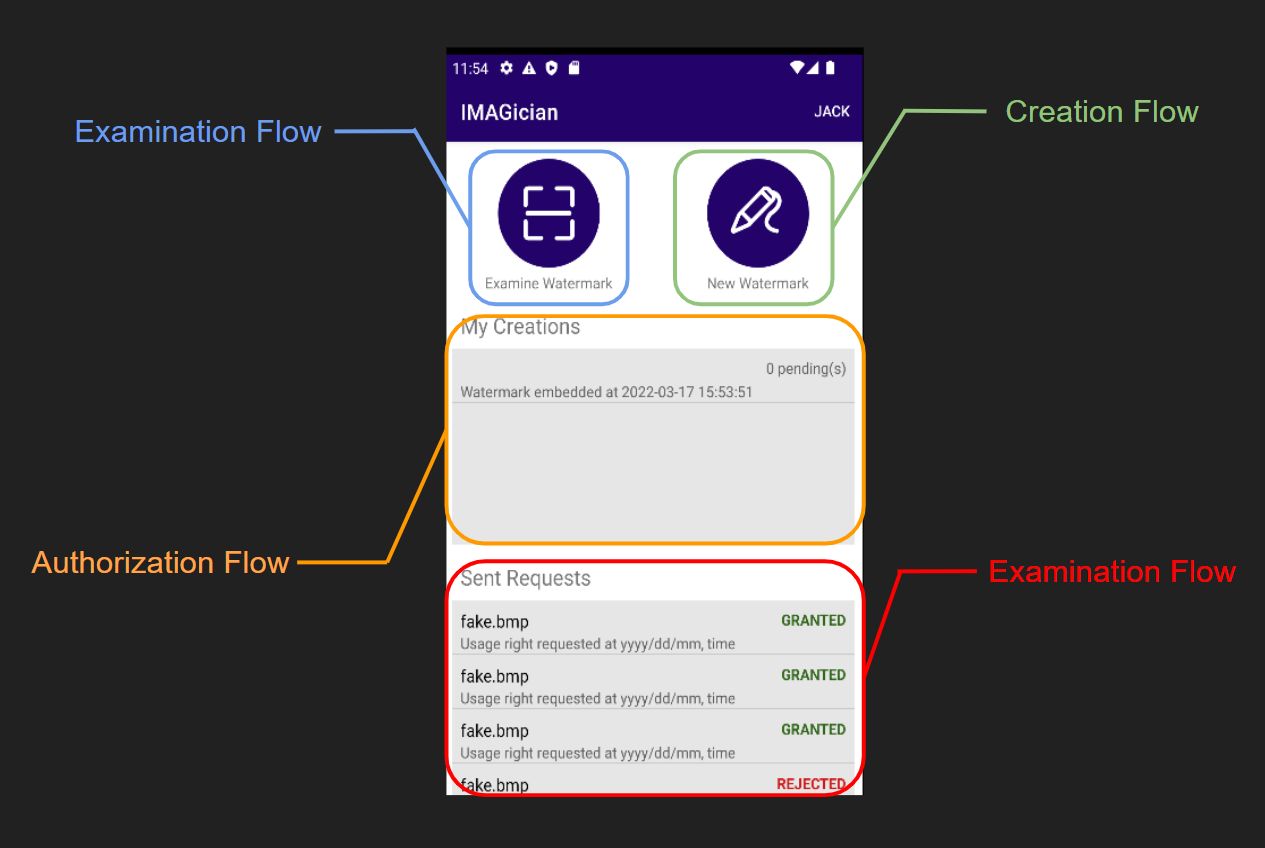 11:54
IMAGician JACK
Examination Flow
Creation Flow
Examine Watermark
New Watermark
My Creations
0 pending(s)
Watermark embedded at 2022-03-17 15:53:51
Authorization Flow
Examination Flow
Sent Requests
fake.bmp GRANTED
Usage right requested at yyyy/dd/mm, time
fake.bmp GRANTED
Usage right requested at yyyy/dd/mm, time
fake.bmp GRANTED
Usage right requested at yyyy/dd/mm, time
fake.bmp REJECTED